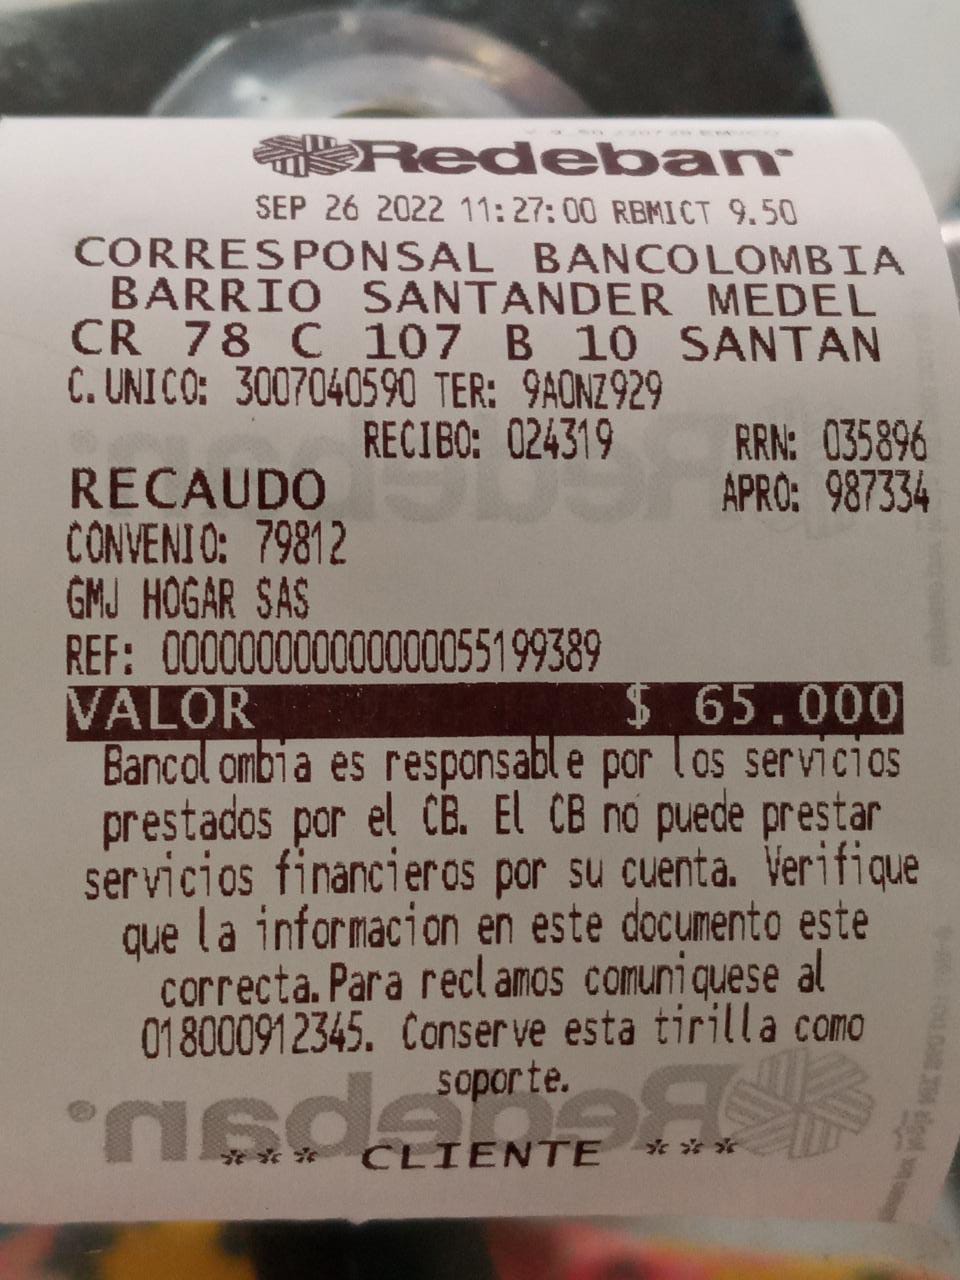 Redeban
SEP 26 2022 11:27:00 RBMICT 9.50
CORRESPONSAL BANCOLOMBIA
BARRIO SANTANDER MEDEL
CR 78 C 107 B 10 SANTAN
C. UNICO: 3007040590 TER: 9AONZ929
RECIBO: 024319 RRN: 035896
RECAUDO APRO: 987334
CONVENIO: 79812
GMJ HOGAR SAS
REF: 000000000000000055199389
VALOR $ 65.000
Bancolombia es responsable por los servicios
prestados por el CB. El CB no puede prestar
servicios financieros por su cuenta. Verifique
que la informacion en este documento este
correcta. Para reclamos comuniquese al
018000912345. Conserve esta tirilla como
soporte.
*** CLIENTE ***
Redeban